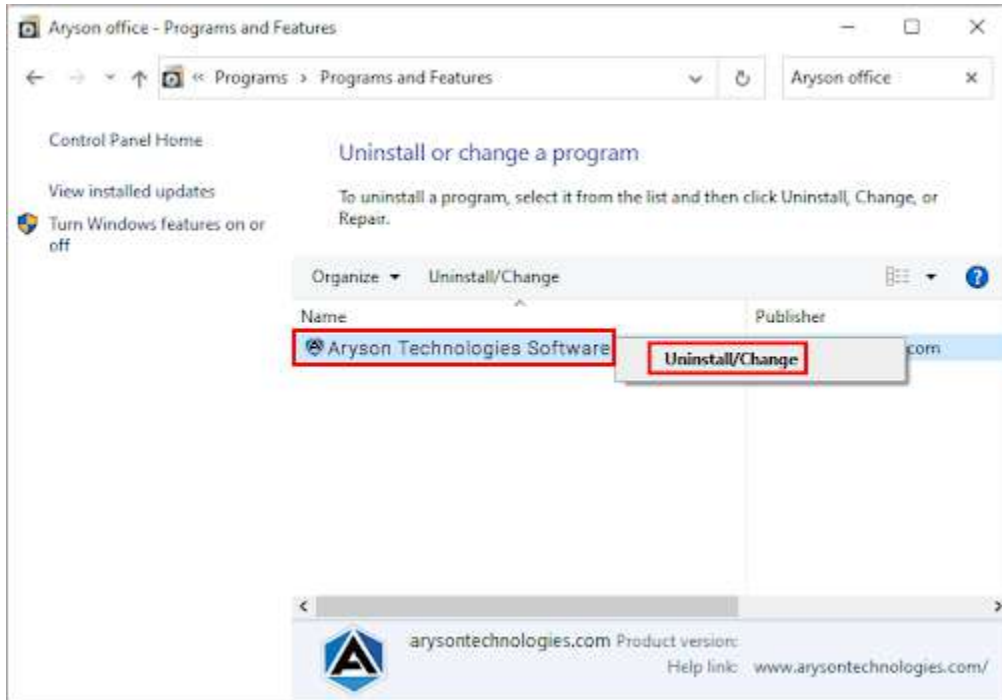 Aryson office - Programs and Features
« Programs › Programs and Features
Aryson office
Control Panel Home
View installed updates
Turn Windows features on or
off
Uninstall or change a program
To uninstall a program, select it from the list and then click Uninstall, Change, or
Repair.
Organize
Uninstall/Change
Name
Publisher
Aryson Technologies Software
com
Uninstall/Change
arysontechnologies.com Product version:
Help link: www.arysontechnologies.com/